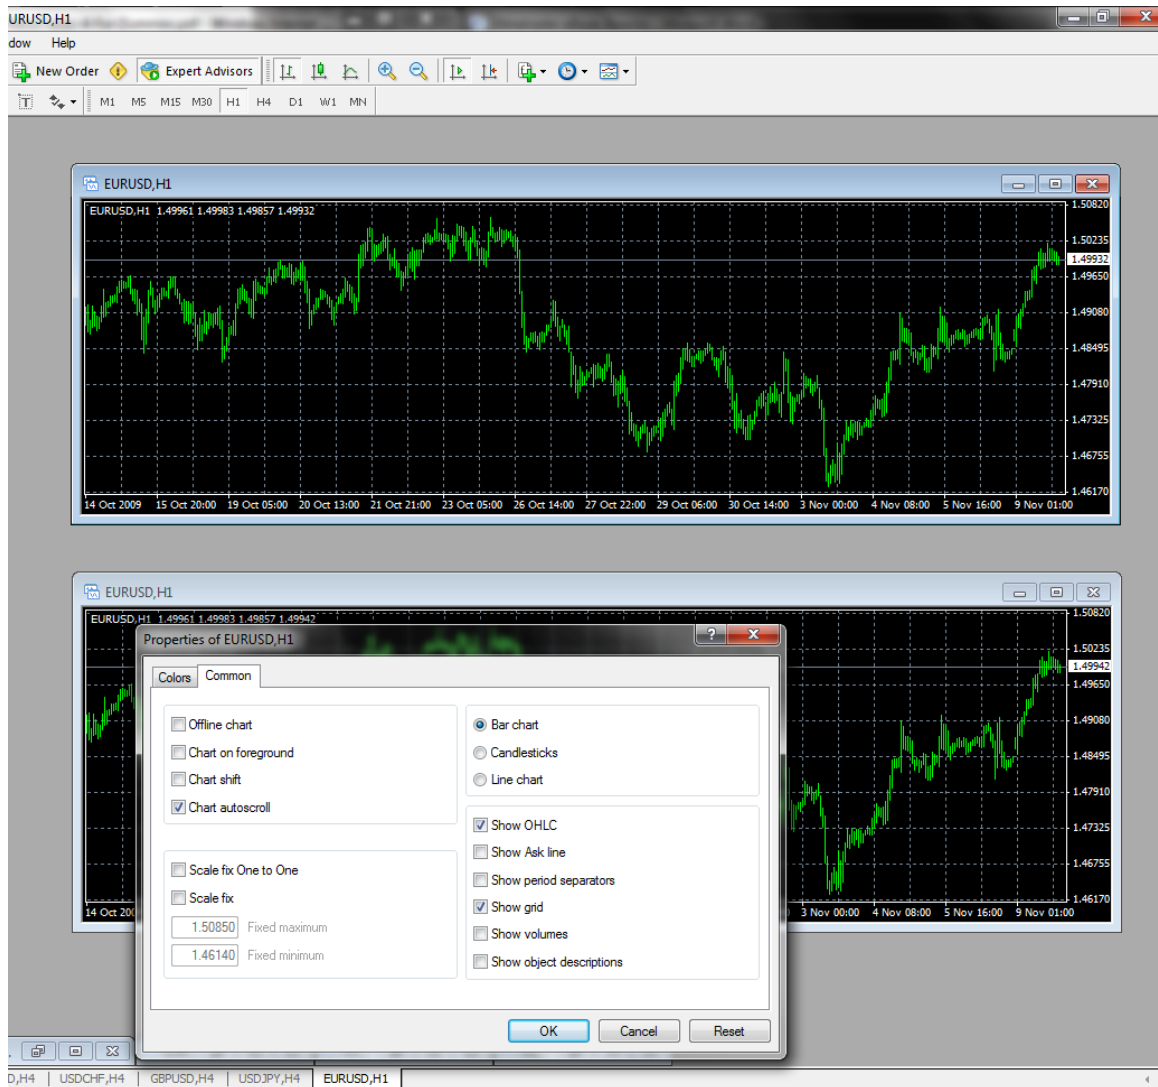 URUSD,H1
dow Help
New Order Expert Advisors
T M1 M5 M15 M30 H1 H4 D1 W1 MN
EURUSD,H1
EURUSD,H1 1.49961 1.49983 1.49857 1.49932
1.50820
1.50235
1.49932
1.49650
1.49080
1.48495
1.47910
1.47325
1.46755
1.46170
14 Oct 2009 15 Oct 20:00 19 Oct 05:00 20 Oct 13:00 21 Oct 21:00 23 Oct 05:00 26 Oct 14:00 27 Oct 22:00 29 Oct 06:00 30 Oct 14:00 3 Nov 00:00 4 Nov 08:00 5 Nov 16:00 9 Nov 01:00
EURUSD,H1
EURUSD,H1 1.49961 1.49983 1.49857 1.49942
1.50820
1.50235
1.49942
1.49650
1.49080
1.48495
1.47910
1.47325
1.46755
1.46170
14 Oct 200 3 Nov 00:00 4 Nov 08:00 5 Nov 16:00 9 Nov 01:00
Properties of EURUSD,H1
Colors Common
Offline chart
Chart on foreground
Chart shift
Chart autoscroll
Scale fix One to One
Scale fix
1.50850 Fixed maximum
1.46140 Fixed minimum
Bar chart
Candlesticks
Line chart
Show OHLC
Show Ask line
Show period separators
Show grid
Show volumes
Show object descriptions
OK Cancel Reset
D,H4 USDCHF,H4 GBPUSD,H4 USDJPY,H4 EURUSD,H1